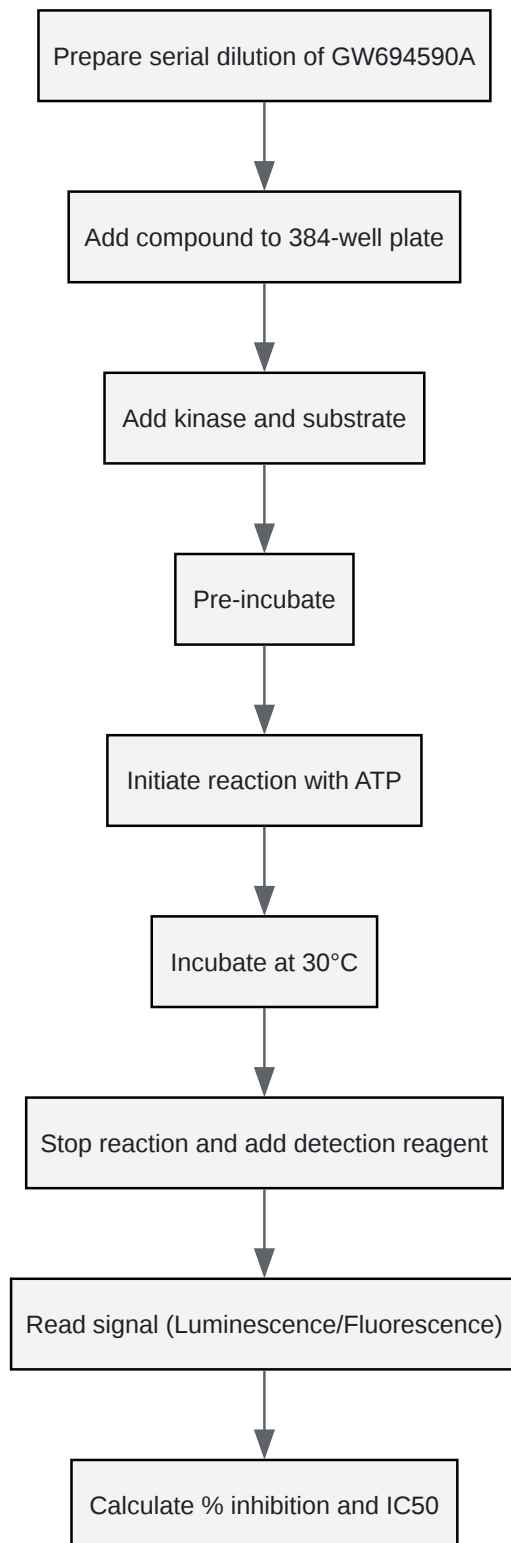 Prepare serial dilution of GW694590A
Add compound to 384-well plate
Add kinase and substrate
Pre-incubate
Initiate reaction with ATP
Incubate at 30°C
Stop reaction and add detection reagent
Read signal (Luminescence/Fluorescence)
Calculate % inhibition and IC50